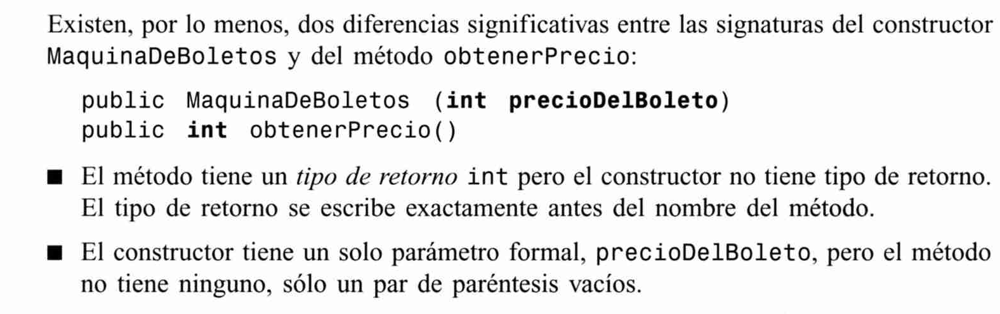 Existen, por lo menos, dos diferencias significativas entre las signaturas del constructor
MaquinaDeBoletos y del método obtenerPrecio:
public MaquinaDeBoletos (int precioDelBoleto)
public int obtenerPrecio()
■ El método tiene un tipo de retorno int pero el constructor no tiene tipo de retorno.
El tipo de retorno se escribe exactamente antes del nombre del método.
■ El constructor tiene un solo parámetro formal, precioDelBoleto, pero el método
no tiene ninguno, sólo un par de paréntesis vacíos.